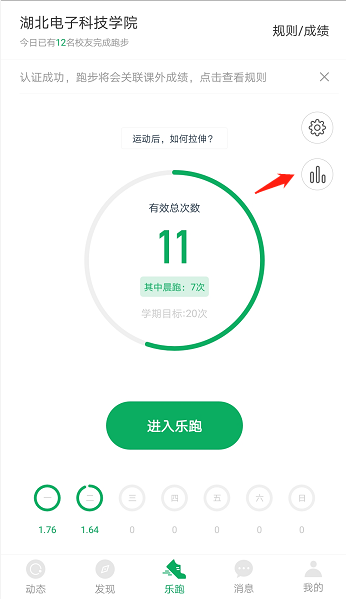 湖北电子科技学院
规则/成绩
今日已有12名校友完成跑步
认证成功，跑步将会关联课外成绩，点击查看规则
运动后，如何拉伸？
有效总次数
11
其中晨跑：7次
学期目标:20次
进入乐跑
一 二 三 四 五 六 日
1.76 1.64 0 0 0 0 0
动态 发现 乐跑 消息 我的